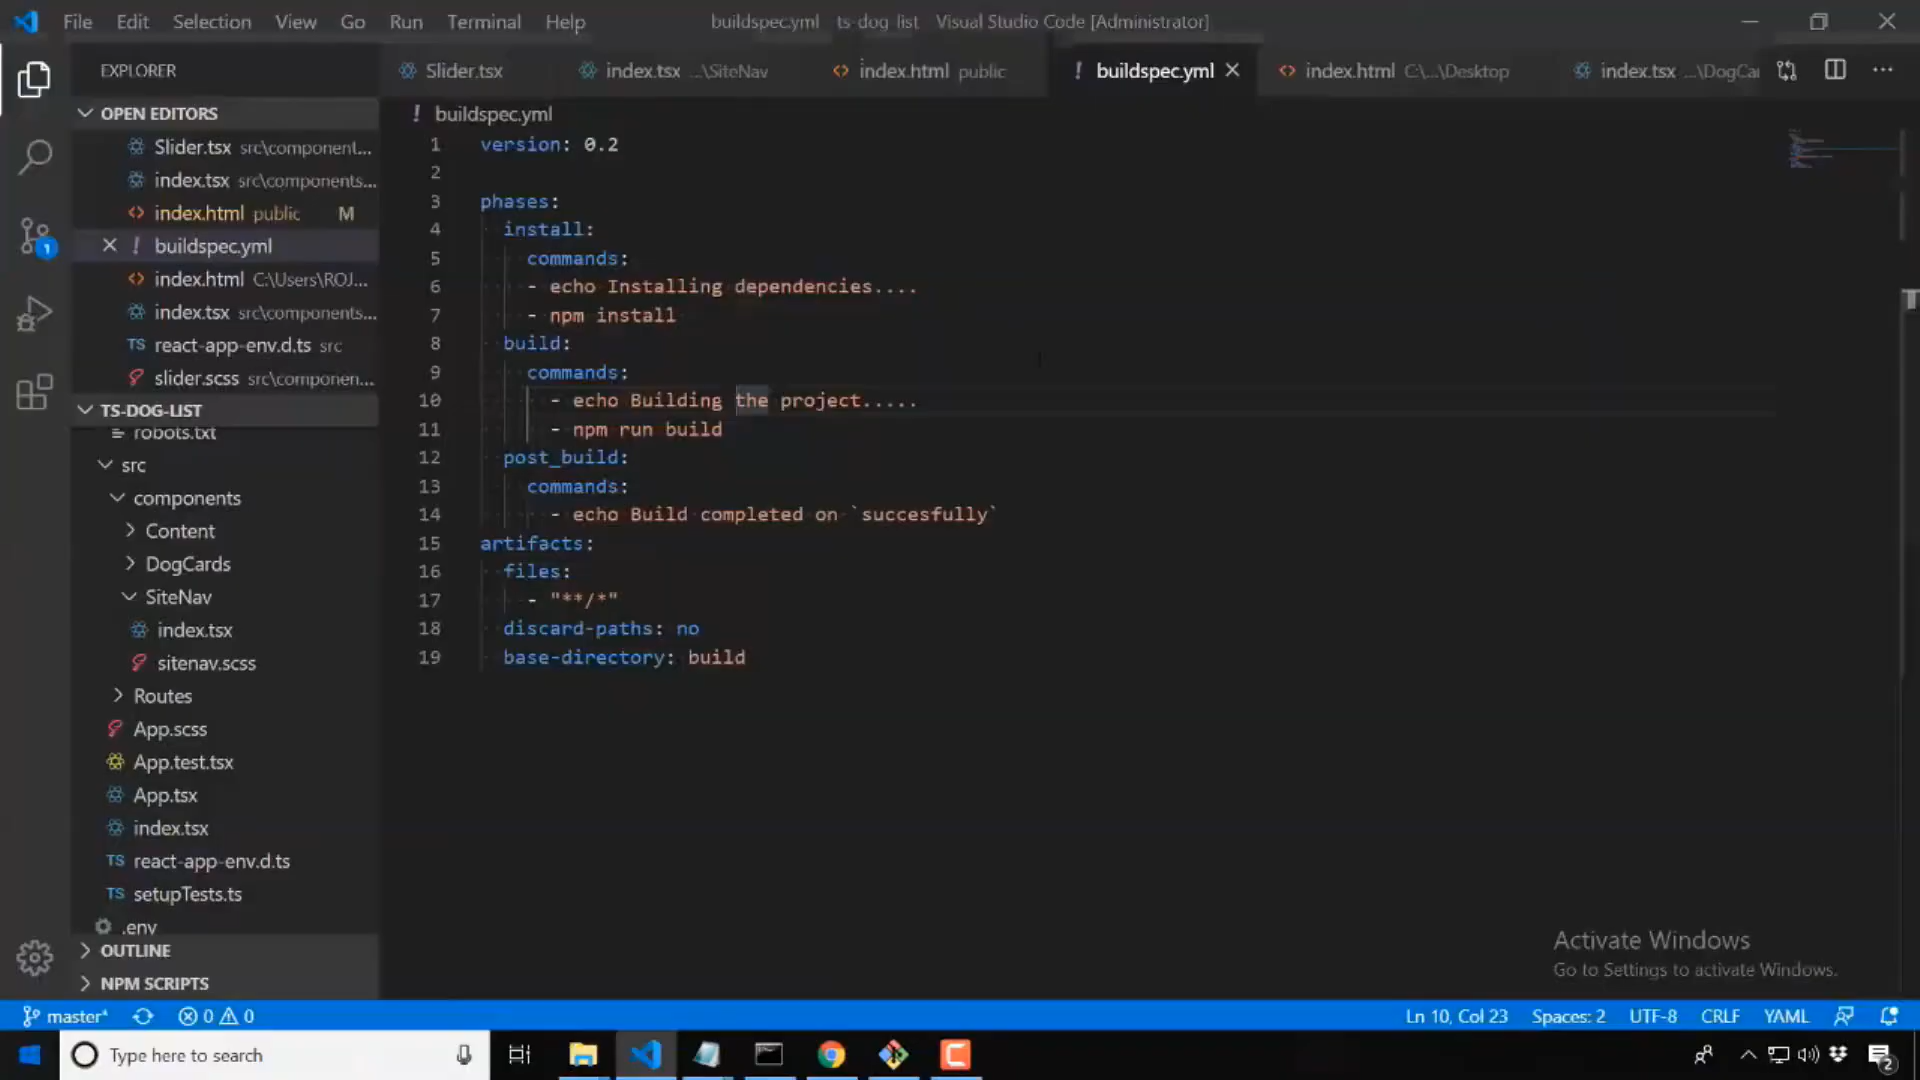 File Edit Selection View Go Run Terminal Help
buildspec.yml ts-dog_list Visual Studio Code [Administrator]
EXPLORER
Slider.tsx
index.tsx ...\SiteNav
index.html public
! buildspec.yml
index.html C:\...\Desktop
index.tsx ...\DogCa
OPEN EDITORS
Slider.tsx src\component...
index.tsx src\components...
index.html public M
! buildspec.yml
index.html C:\Users\ROJ...
index.tsx src\components...
TS react-app-env.d.ts src
slider.scss src\componen...
TS-DOG-LIST
robots.txt
src
components
Content
DogCards
SiteNav
index.tsx
sitenav.scss
Routes
App.scss
App.test.tsx
App.tsx
index.tsx
TS react-app-env.d.ts
TS setupTests.ts
.env
OUTLINE
NPM SCRIPTS
! buildspec.yml
1 version: 0.2
2
3 phases:
4 install:
5 commands:
6 - echo Installing dependencies....
7 - npm install
8 build:
9 commands:
10 - echo Building the project.....
11 - npm run build
12 post_build:
13 commands:
14 - echo Build completed on `succesfully`
15 artifacts:
16 files:
17 - "**/*"
18 discard-paths: no
19 base-directory: build
Activate Windows
Go to Settings to activate Windows.
master* 0 0
Ln 10, Col 23 Spaces: 2 UTF-8 CRLF YAML
Type here to search
1
2